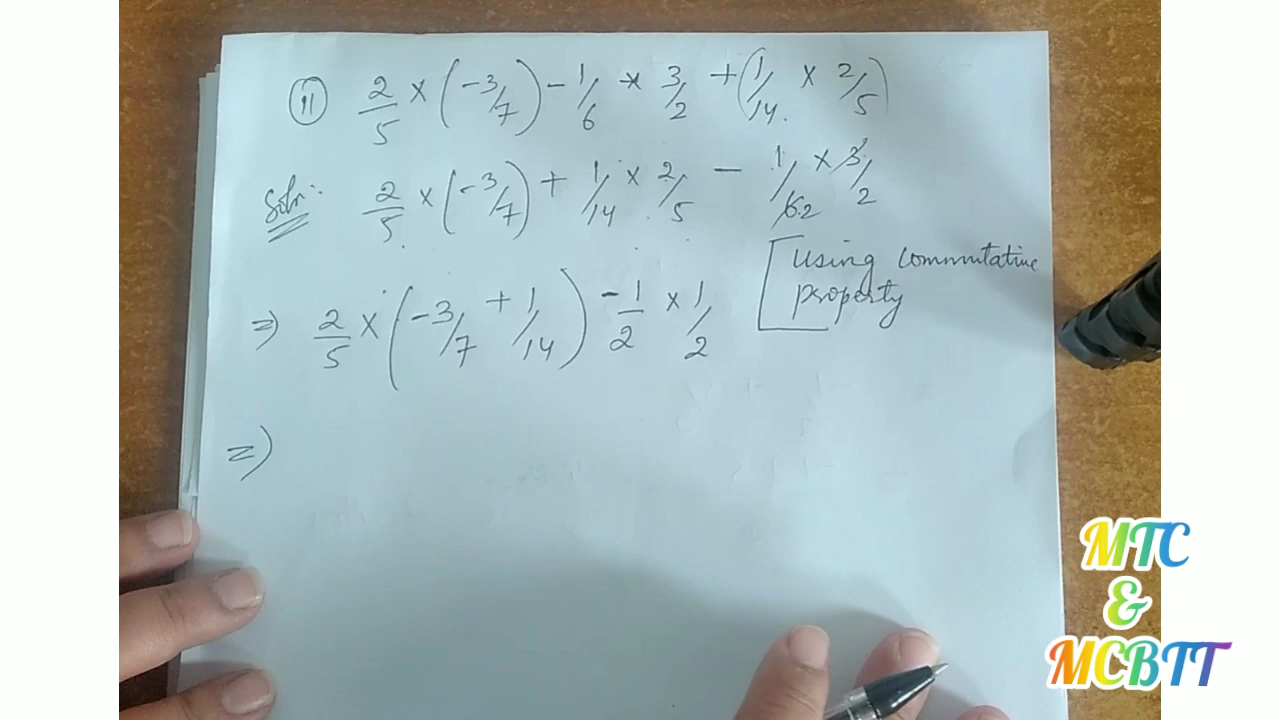 (ii) 2/5 × (-3/7) - 1/6 × 3/2 + (1/14 × 2/5)
Soln: 2/5 × (-3/7) + 1/14 × 2/5 - 1/6 2 × 3/2
[using commutative
property
=) 2/5 × (-3/7 + 1/14) - 1/2 × 1/2
=)
MTC
&
MCBTT